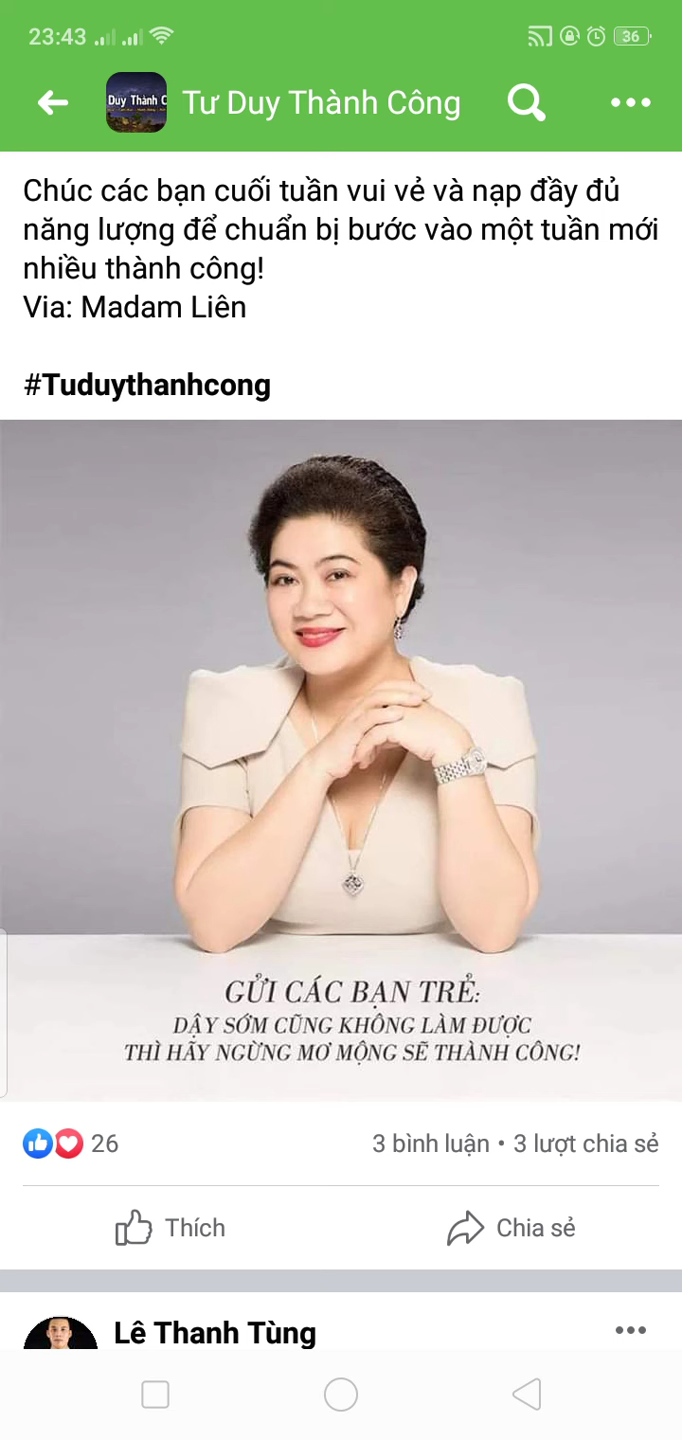 23:43
36
Duy Thành C
Tư Duy Thành Công
Chúc các bạn cuối tuần vui vẻ và nạp đầy đủ
năng lượng để chuẩn bị bước vào một tuần mới
nhiều thành công!
Via: Madam Liên
#Tuduythanhcong
GỬI CÁC BẠN TRẺ:
DẬY SỚM CŨNG KHÔNG LÀM ĐƯỢC
THÌ HÃY NGỪNG MƠ MỘNG SẼ THÀNH CÔNG!
26
3 bình luận • 3 lượt chia sẻ
Thích
Chia sẻ
Lê Thanh Tùng